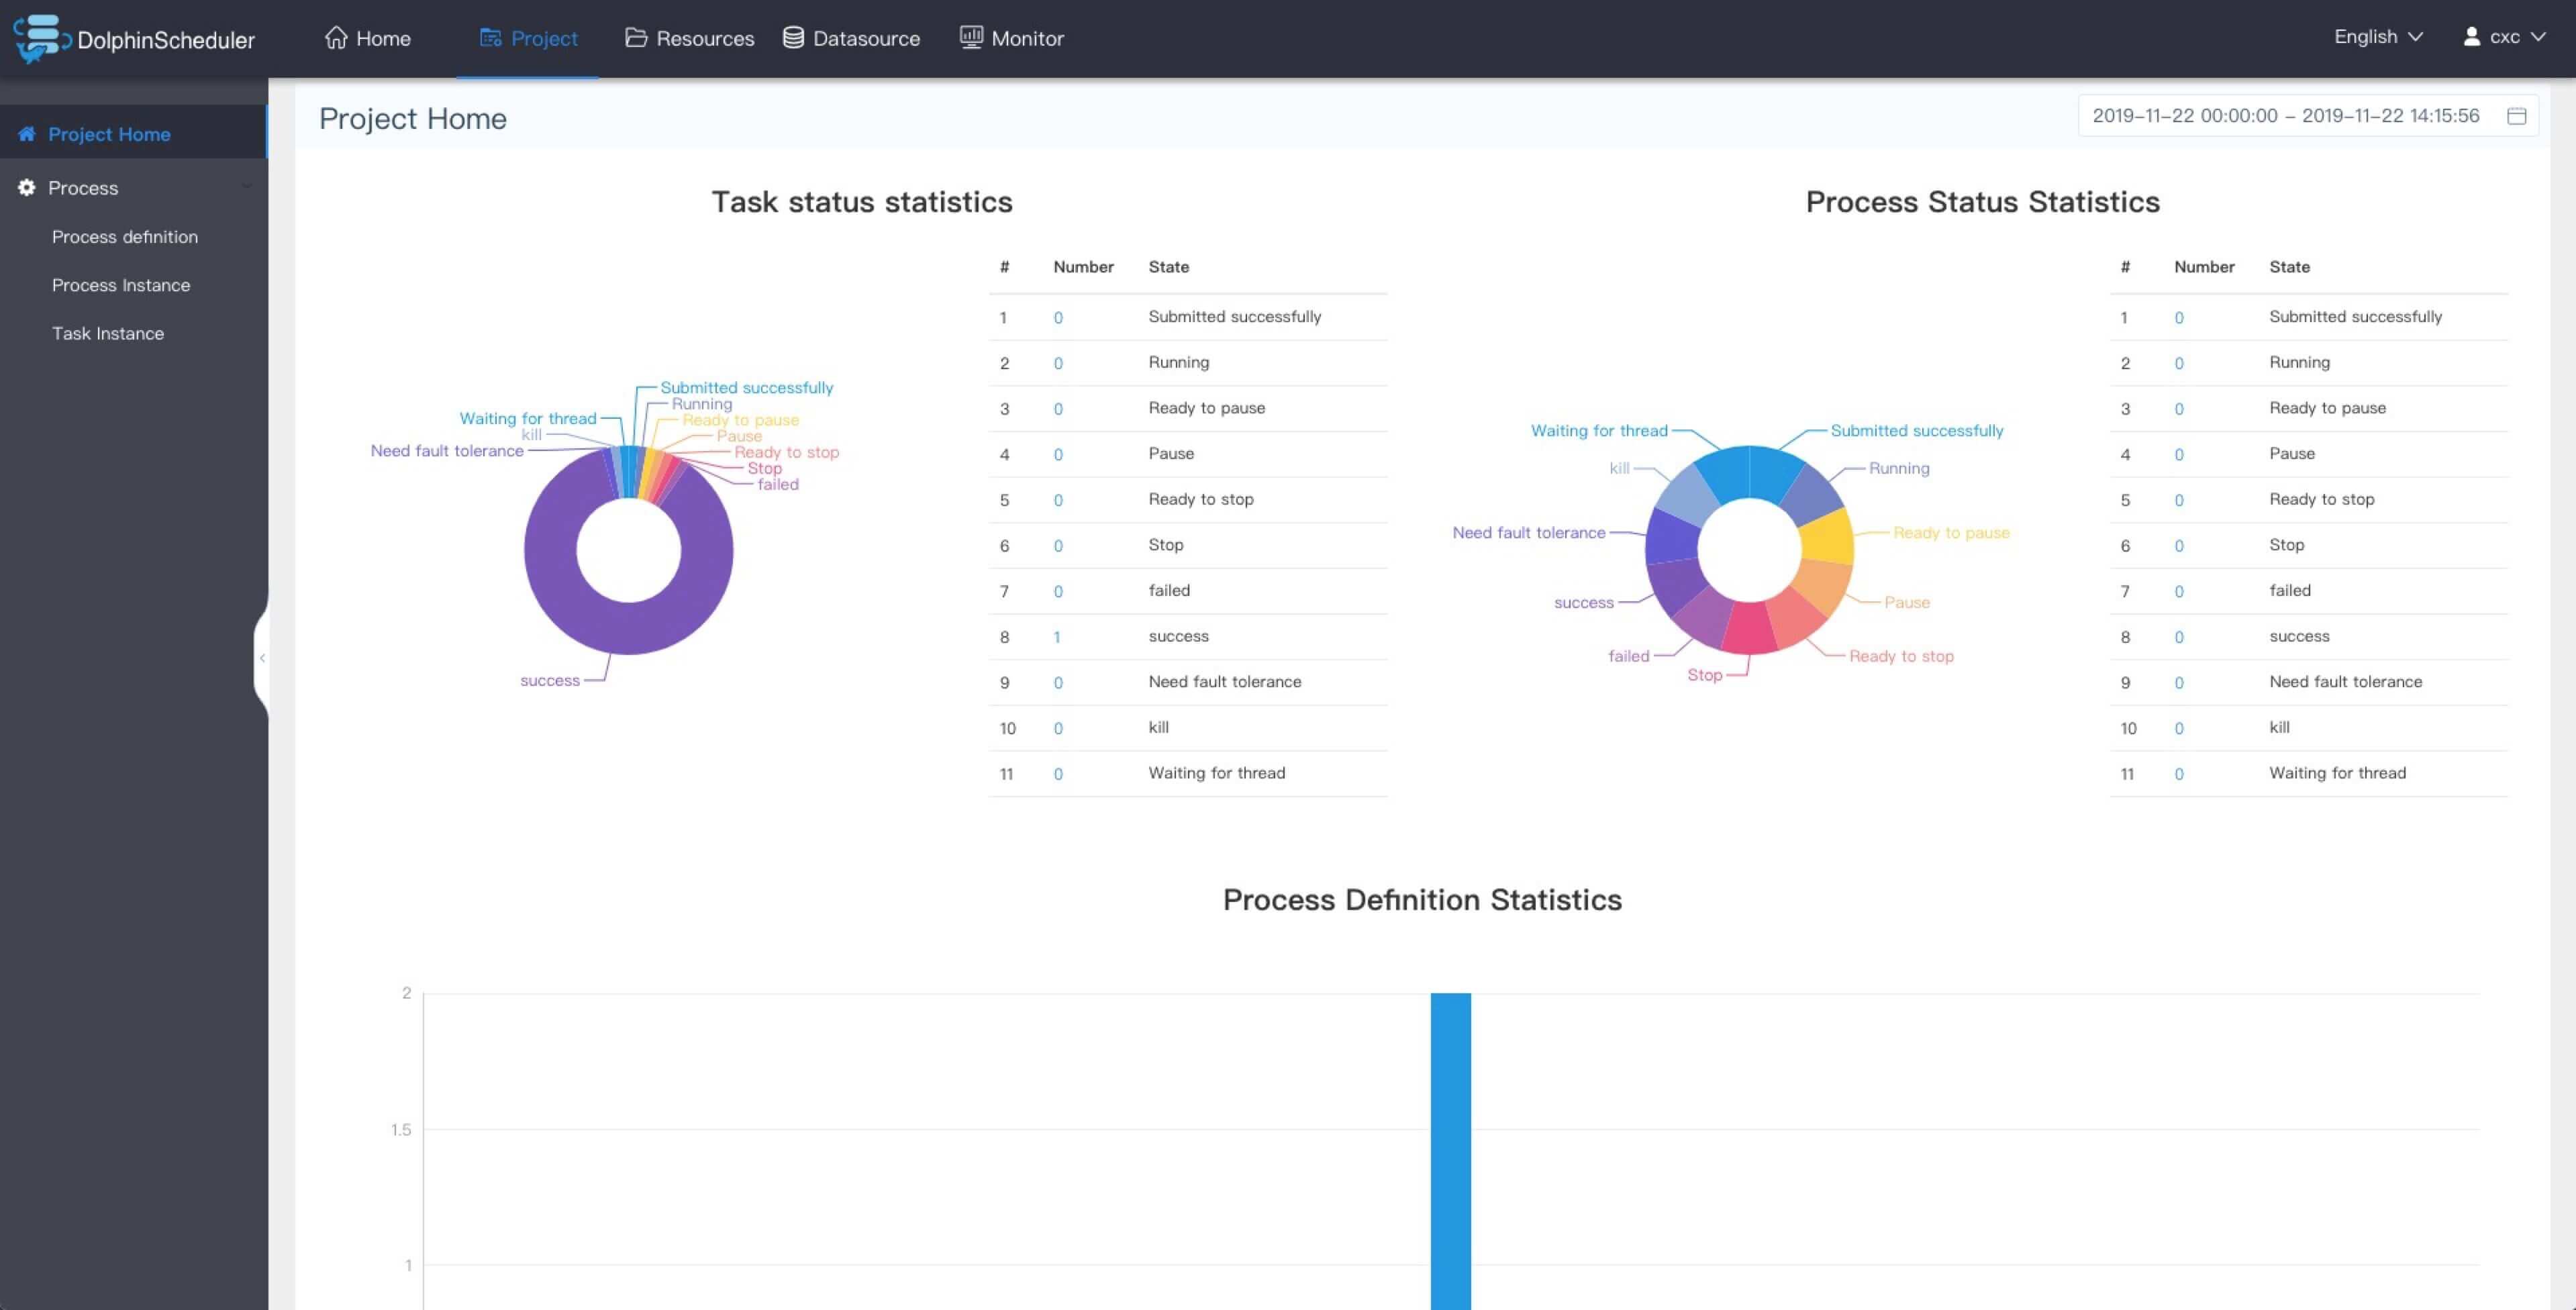 DolphinScheduler Home Project Resources Datasource Monitor English cxc
Project Home
Process
Process definition
Process Instance
Task Instance
Project Home
2019-11-22 00:00:00 - 2019-11-22 14:15:56
Task status statistics
Submitted successfully
Running
Ready to pause
Pause
Ready to stop
Stop
failed
Waiting for thread
kill
Need fault tolerance
success
# Number State
1 0 Submitted successfully
2 0 Running
3 0 Ready to pause
4 0 Pause
5 0 Ready to stop
6 0 Stop
7 0 failed
8 1 success
9 0 Need fault tolerance
10 0 kill
11 0 Waiting for thread
Process Status Statistics
Waiting for thread
Submitted successfully
kill
Running
Need fault tolerance
Ready to pause
success
Pause
failed
Ready to stop
Stop
# Number State
1 0 Submitted successfully
2 0 Running
3 0 Ready to pause
4 0 Pause
5 0 Ready to stop
6 0 Stop
7 0 failed
8 0 success
9 0 Need fault tolerance
10 0 kill
11 0 Waiting for thread
Process Definition Statistics
2
1.5
1